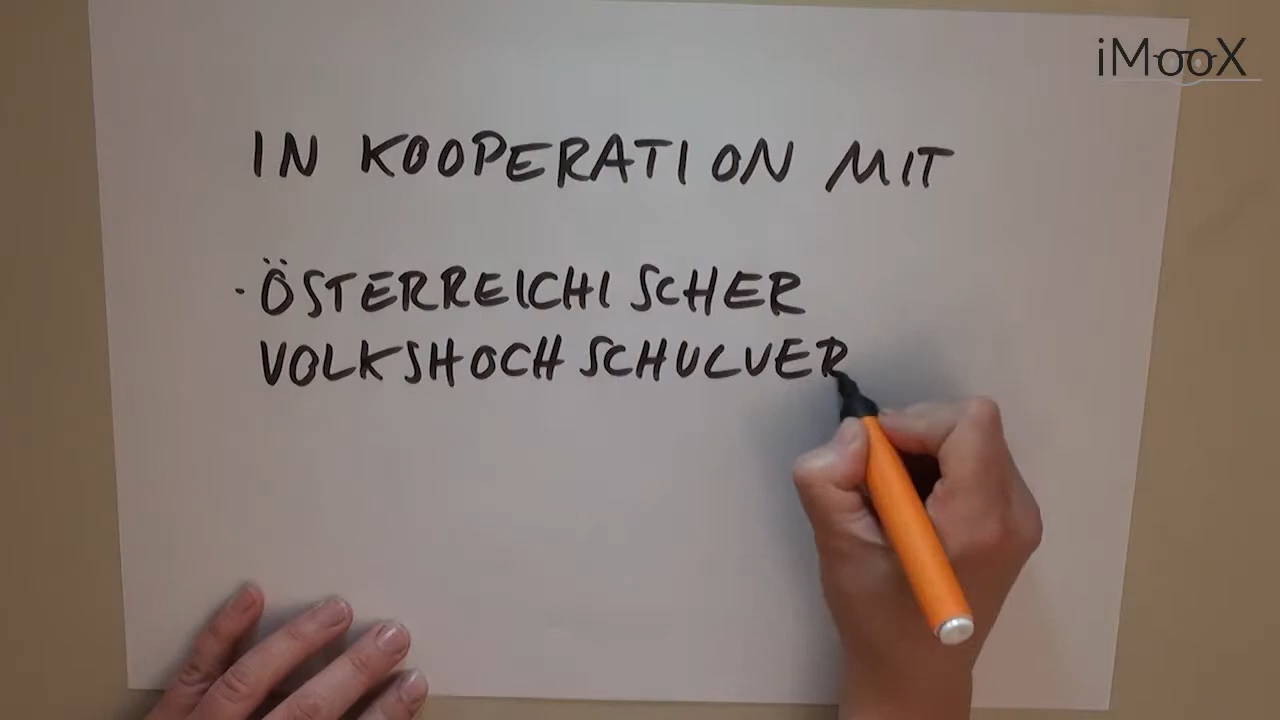 iMooX
IN KOOPERATION MIT
· ÖSTERREICHISCHER
VOLKSHOCHSCHULVER